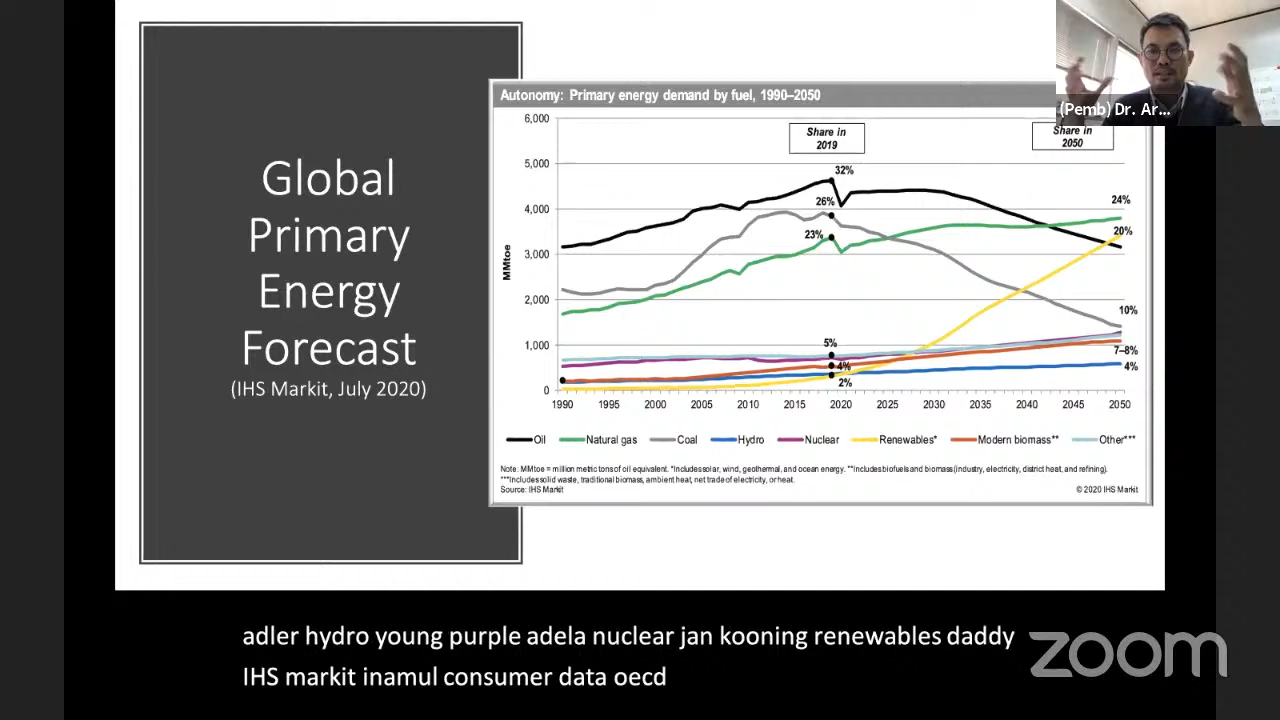 (Pemb) Dr. Ar...
Global
Primary
Energy
Forecast
(IHS Markit, July 2020)
Autonomy: Primary energy demand by fuel, 1990–2050
Share in
2019
Share in
2050
MMtoe
6,000
5,000
4,000
3,000
2,000
1,000
0
32%
26%
23%
5%
4%
2%
24%
20%
10%
7–8%
4%
1990 1995 2000 2005 2010 2015 2020 2025 2030 2035 2040 2045 2050
Oil Natural gas Coal Hydro Nuclear Renewables* Modern biomass** Other***
Note: MMtoe = million metric tons of oil equivalent. *Includes solar, wind, geothermal, and ocean energy. **Includes biofuels and biomass (industry, electricity, district heat, and refining).
***Includes solid waste, traditional biomass, ambient heat, net trade of electricity, or heat.
Source: IHS Markit © 2020 IHS Markit
adler hydro young purple adela nuclear jan kooning renewables daddy
IHS markit inamul consumer data oecd
zoom